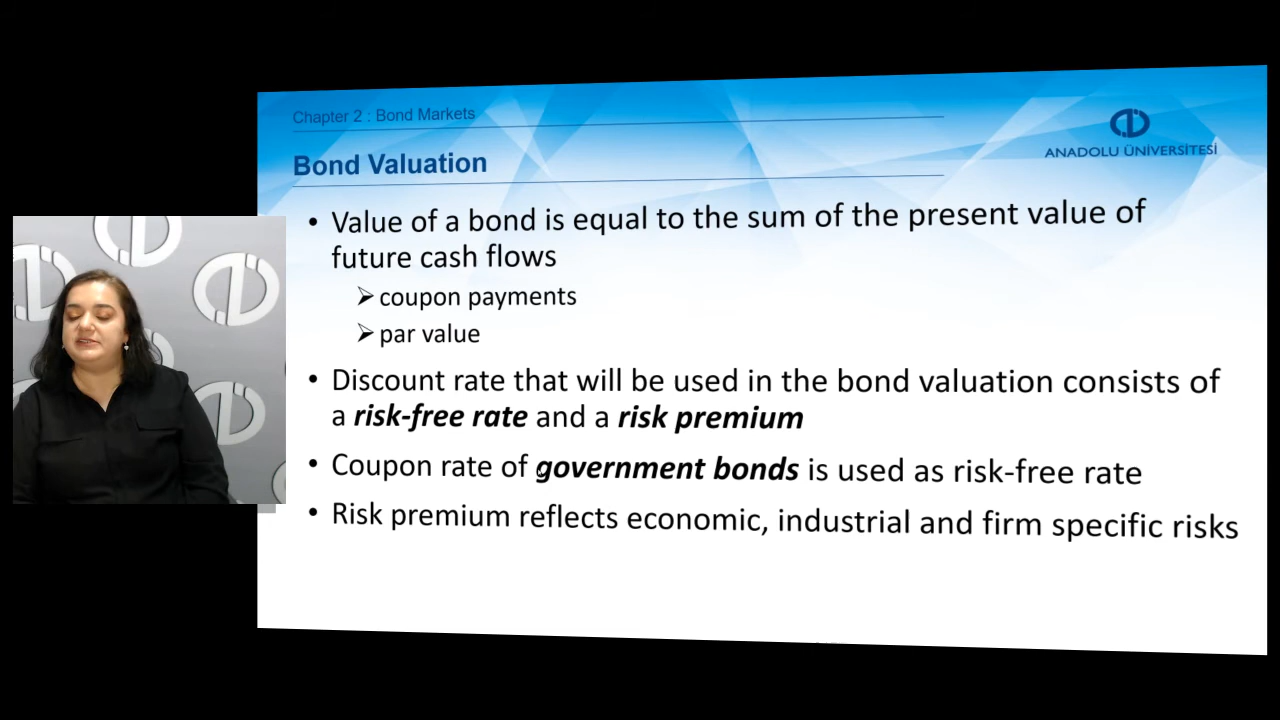 Chapter 2 : Bond Markets
ANADOLU ÜNİVERSİTESİ
Bond Valuation
• Value of a bond is equal to the sum of the present value of
future cash flows
➢ coupon payments
➢ par value
• Discount rate that will be used in the bond valuation consists of
a risk-free rate and a risk premium
• Coupon rate of government bonds is used as risk-free rate
• Risk premium reflects economic, industrial and firm specific risks